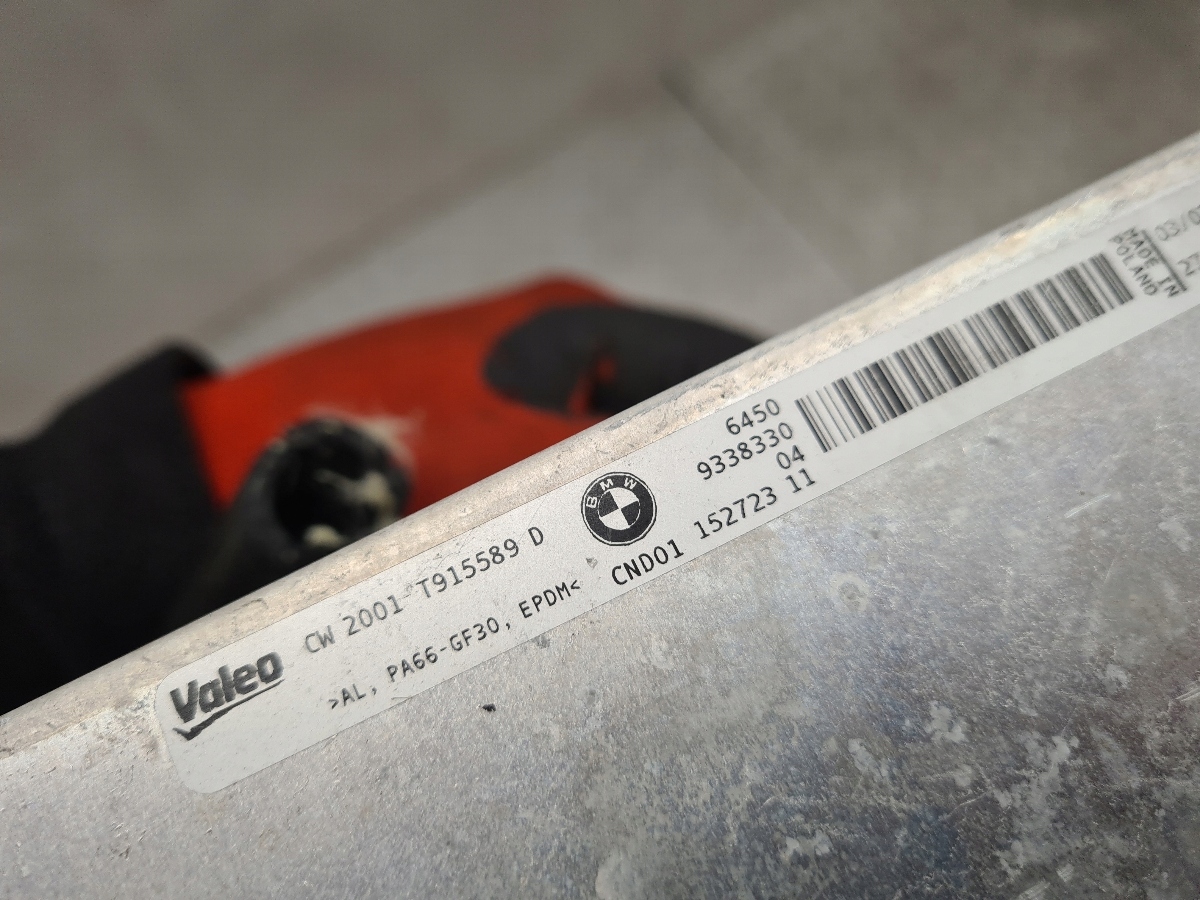 Valeo
CW 2001 T915589 D
>AL, PA66-GF30, EPDM<
BMW
6450
9338330
04
CND01 152723 11
MADE IN
POLAND